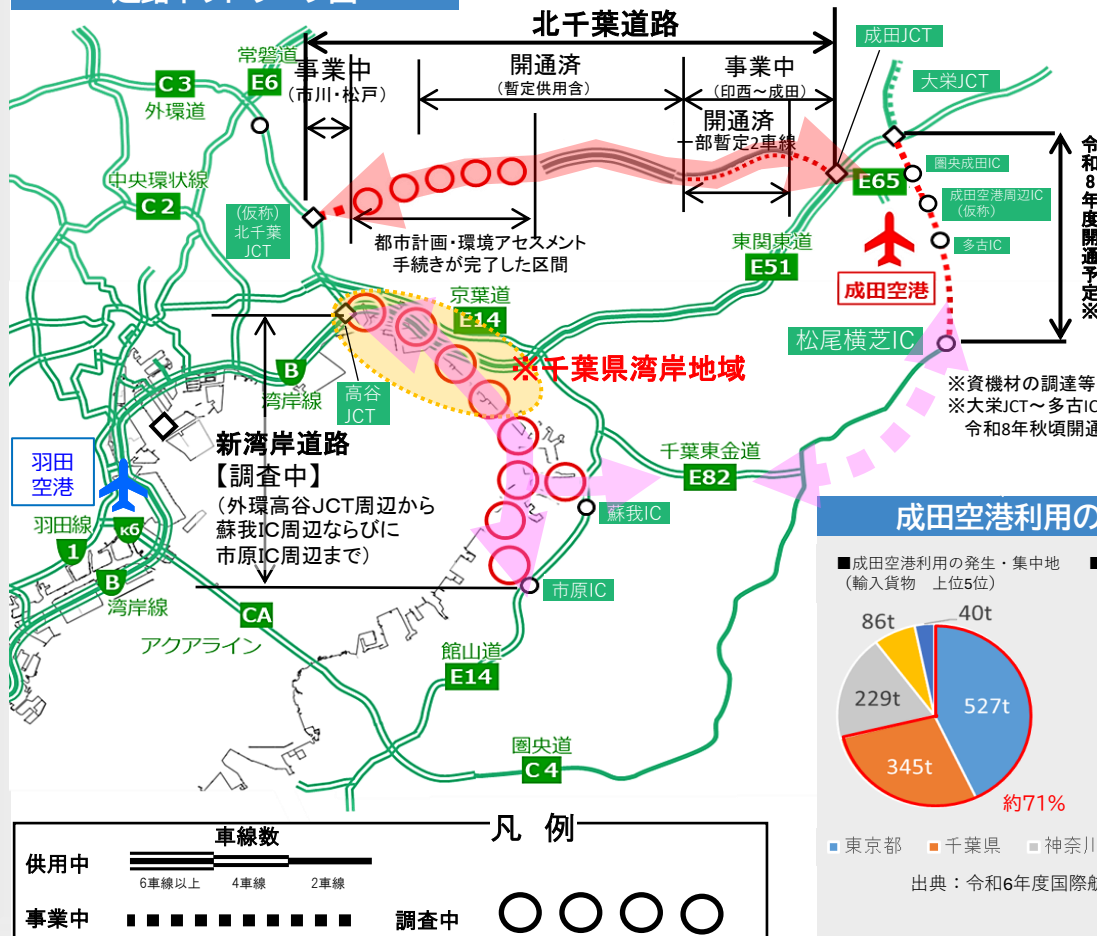 北千葉道路
成田JCT
常磐道
E6
事業中
(市川・松戸)
開通済
(暫定供用含)
事業中
(印西～成田)
大栄JCT
C3
外環道
開通済
一部暫定2車線
令和8年度開通予定※
圏央成田IC
E65
成田空港周辺IC
(仮称)
中央環状線
C2
(仮称)
北千葉
JCT
多古IC
都市計画・環境アセスメント
手続きが完了した区間
東関東道
E51
成田空港
京葉道
E14
松尾横芝IC
※千葉県湾岸地域
B
湾岸線
高谷
JCT
※資機材の調達等
※大栄JCT～多古IC
令和8年秋頃開通
新湾岸道路
【調査中】
(外環高谷JCT周辺から
蘇我IC周辺ならびに
市原IC周辺まで)
羽田
空港
千葉東金道
E82
蘇我IC
羽田線
1
K6
B
湾岸線
市原IC
CA
アクアライン
館山道
E14
圏央道
C4
成田空港利用の
■成田空港利用の発生・集中地
(輸入貨物　上位5位)
■
86t
40t
229t
527t
345t
約71%
東京都
千葉県
神奈川
出典：令和6年度国際航
凡 例
車線数
供用中
6車線以上
4車線
2車線
事業中
調査中